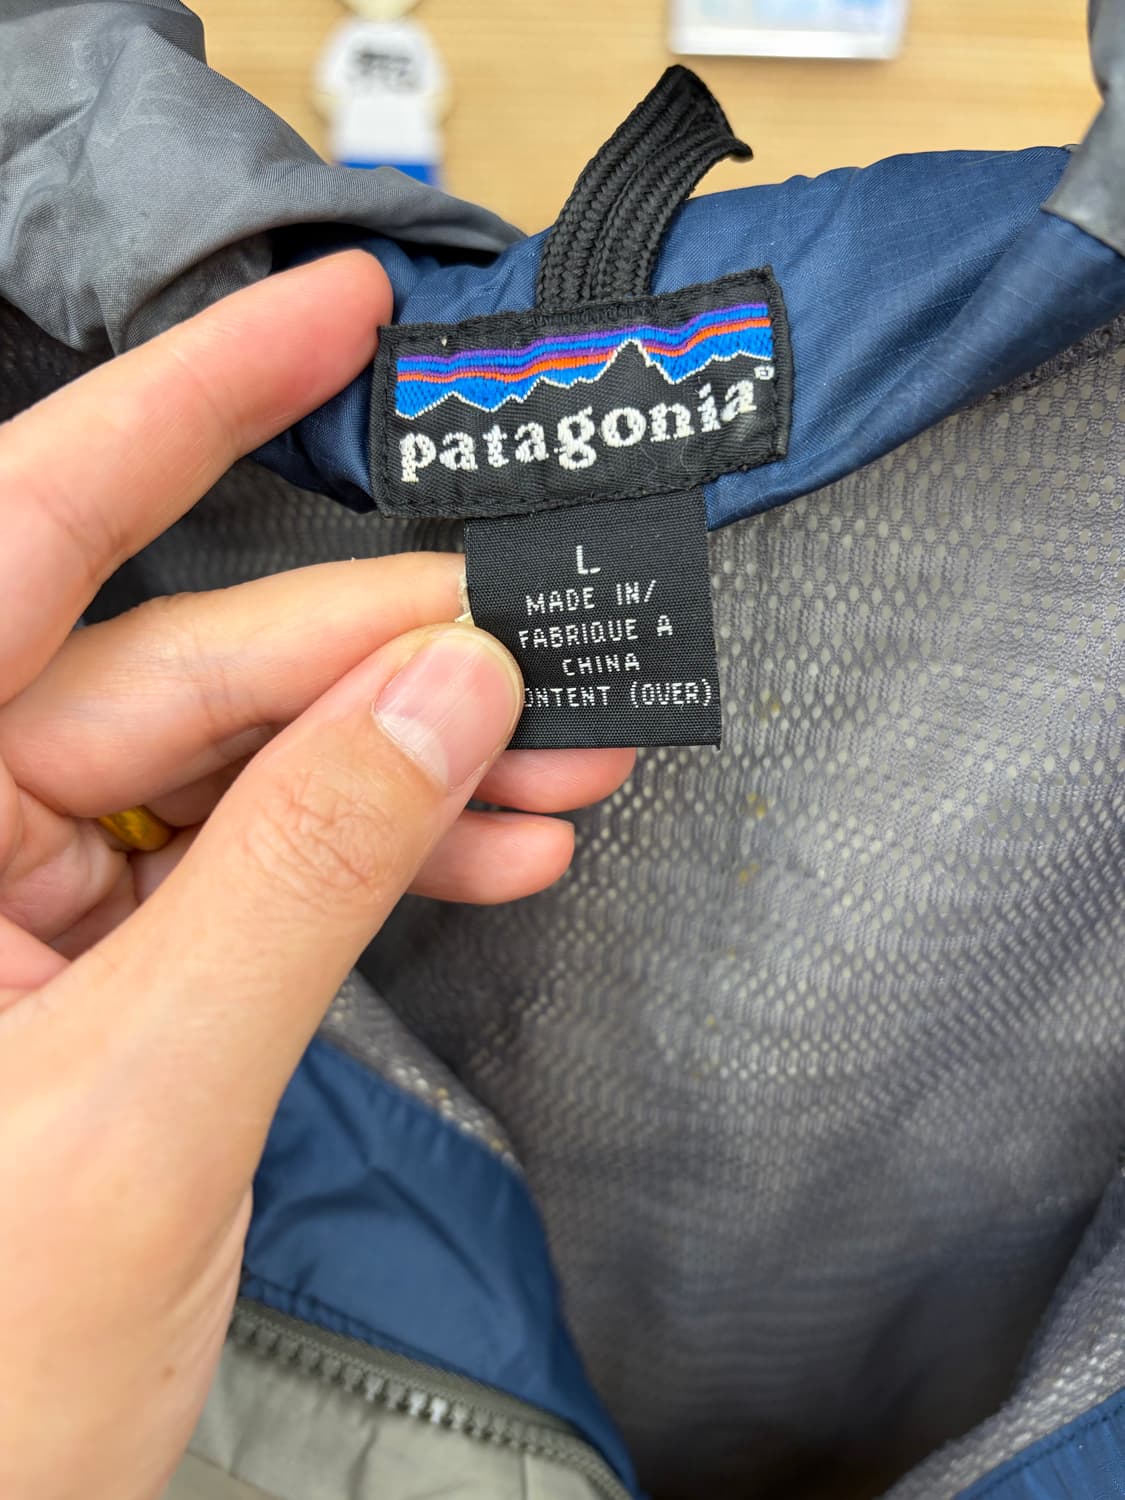 patagonia®
L
MADE IN/
FABRIQUE A
CHINA
ONTENT (OVER)